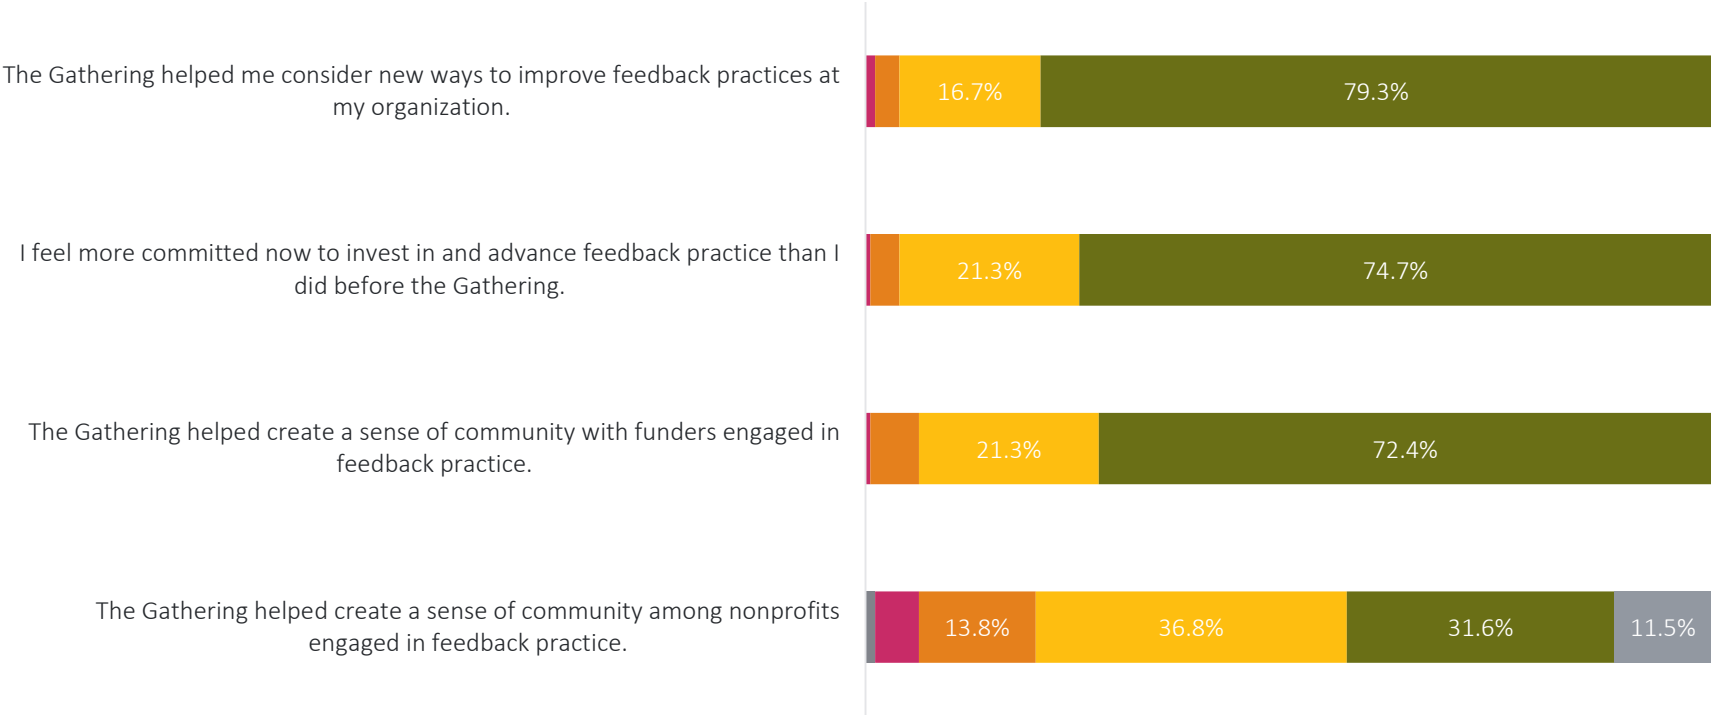 The Gathering helped me consider new ways to improve feedback practices at
my organization.
16.7%
79.3%
I feel more committed now to invest in and advance feedback practice than I
did before the Gathering.
21.3%
74.7%
The Gathering helped create a sense of community with funders engaged in
feedback practice.
21.3%
72.4%
The Gathering helped create a sense of community among nonprofits
engaged in feedback practice.
13.8%
36.8%
31.6%
11.5%